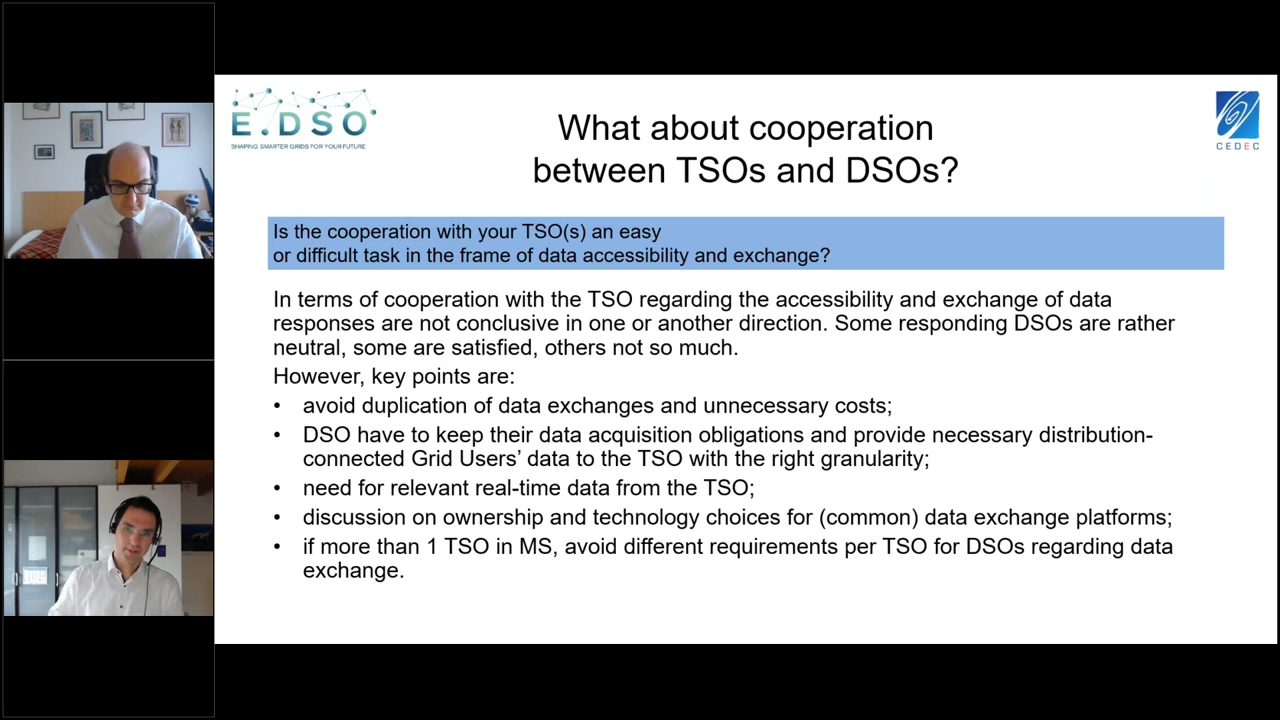 E.DSO
SHAPING SMARTER GRIDS FOR YOUR FUTURE
What about cooperation
between TSOs and DSOs?
CEDEC
Is the cooperation with your TSO(s) an easy
or difficult task in the frame of data accessibility and exchange?
In terms of cooperation with the TSO regarding the accessibility and exchange of data
responses are not conclusive in one or another direction. Some responding DSOs are rather
neutral, some are satisfied, others not so much.
However, key points are:
• avoid duplication of data exchanges and unnecessary costs;
• DSO have to keep their data acquisition obligations and provide necessary distribution-
connected Grid Users' data to the TSO with the right granularity;
• need for relevant real-time data from the TSO;
• discussion on ownership and technology choices for (common) data exchange platforms;
• if more than 1 TSO in MS, avoid different requirements per TSO for DSOs regarding data
exchange.